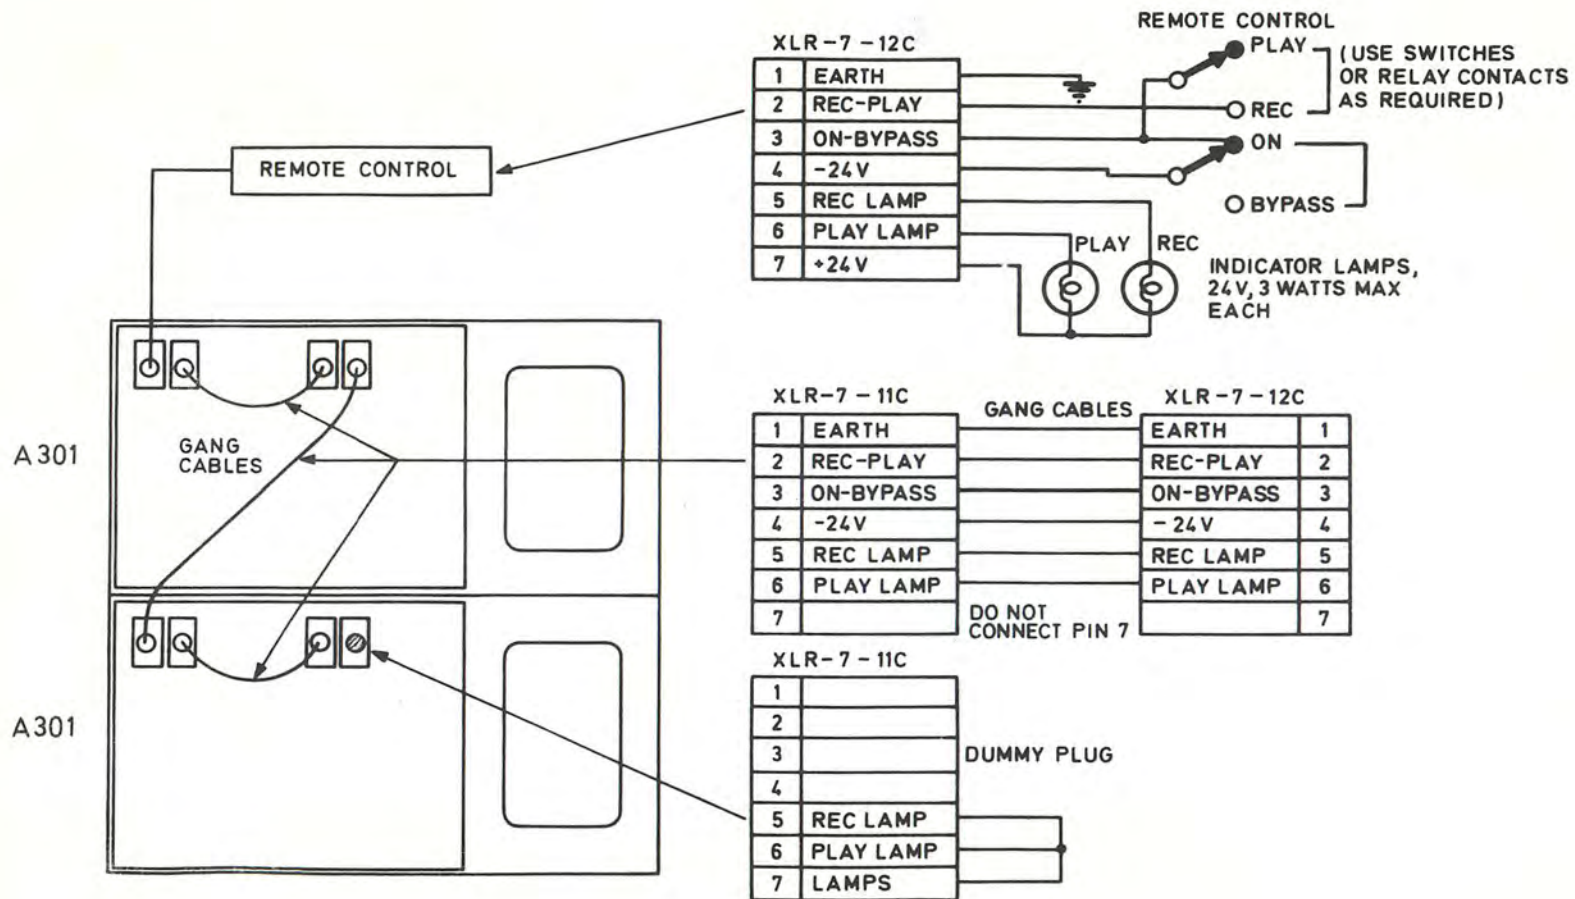 REMOTE CONTROL
A 301
GANG
CABLES
A 301
XLR-7-12C
1 EARTH
2 REC-PLAY
3 ON-BYPASS
4 -24V
5 REC LAMP
6 PLAY LAMP
7 +24V
REMOTE CONTROL
PLAY
REC
(USE SWITCHES
OR RELAY CONTACTS
AS REQUIRED)
ON
BYPASS
PLAY REC
INDICATOR LAMPS,
24V, 3 WATTS MAX
EACH
XLR-7-11C
1 EARTH
2 REC-PLAY
3 ON-BYPASS
4 -24V
5 REC LAMP
6 PLAY LAMP
7
GANG CABLES
DO NOT
CONNECT PIN 7
XLR-7-12C
EARTH 1
REC-PLAY 2
ON-BYPASS 3
-24V 4
REC LAMP 5
PLAY LAMP 6
7
XLR-7-11C
1
2
3
4
5 REC LAMP
6 PLAY LAMP
7 LAMPS
DUMMY PLUG